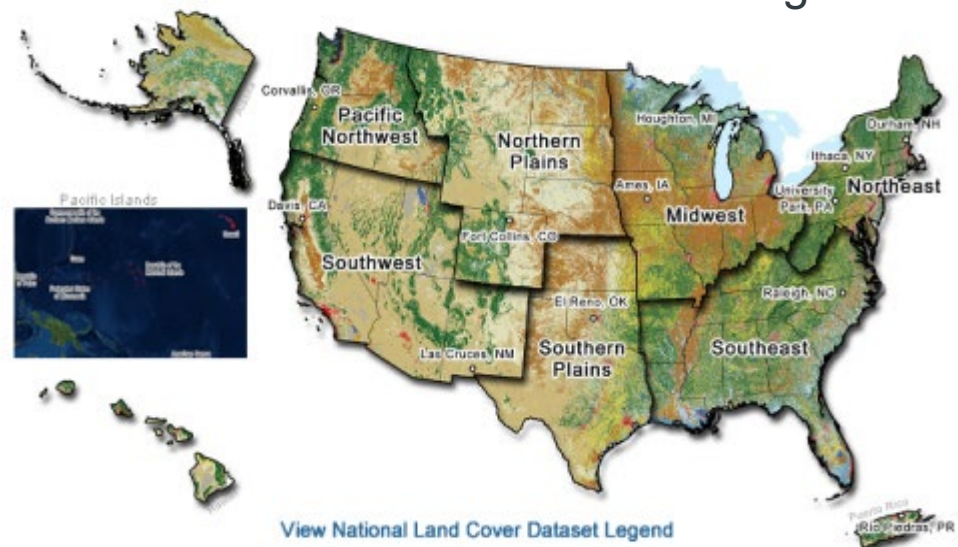 Corvallis, OR
Pacific
Northwest
Northern
Plains
Houghton, MI
Durham, NH
Ithaca, NY
Northeast
University
Park, PA
Ames, IA
Midwest
Pacific Islands
Davis, CA
Fort Collins, CO
Southwest
El Reno, OK
Raleigh, NC
Las Cruces, NM
Southern
Plains
Southeast
View National Land Cover Dataset Legend
Puerto Rico
Rio Piedras, PR